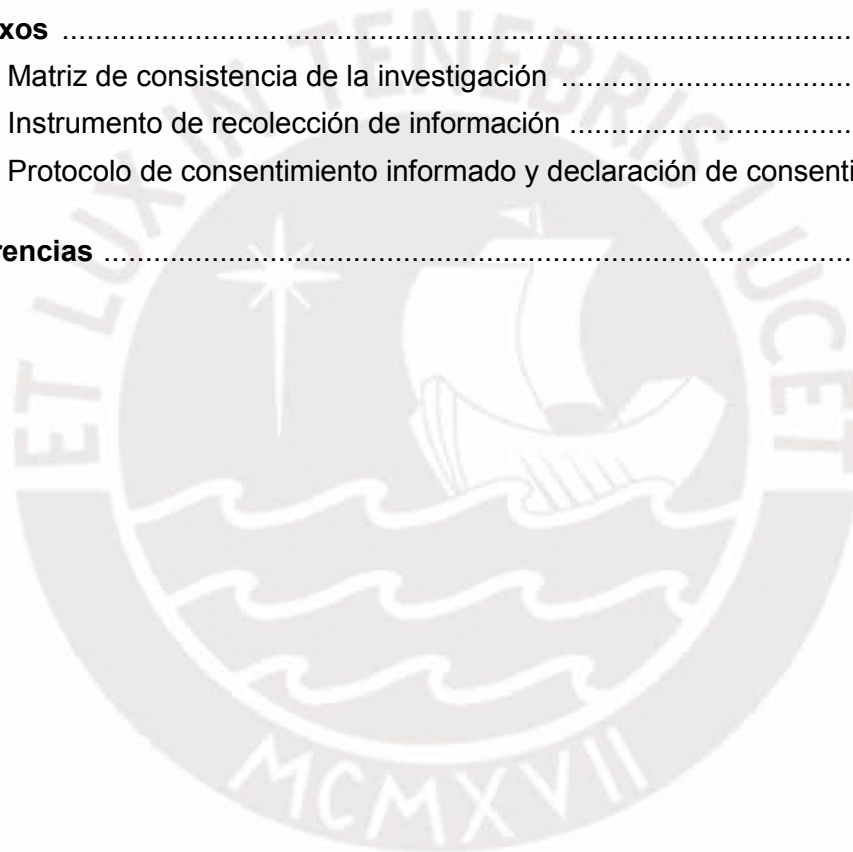 xos ........................................................................................................
Matriz de consistencia de la investigación ..................................
Instrumento de recolección de información ..................................
Protocolo de consentimiento informado y declaración de consenti
rencias ..........................................................................................
ET LUX IN TENEBRIS LUCET
MCMXVII